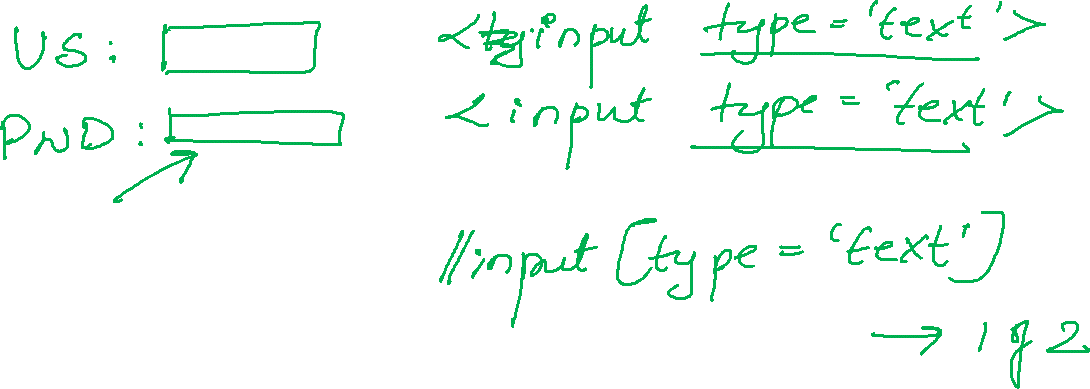 US : <input type = 'text'>
PWD : <input type = 'text'>
//input [type = 'text']
→ 1 of 2